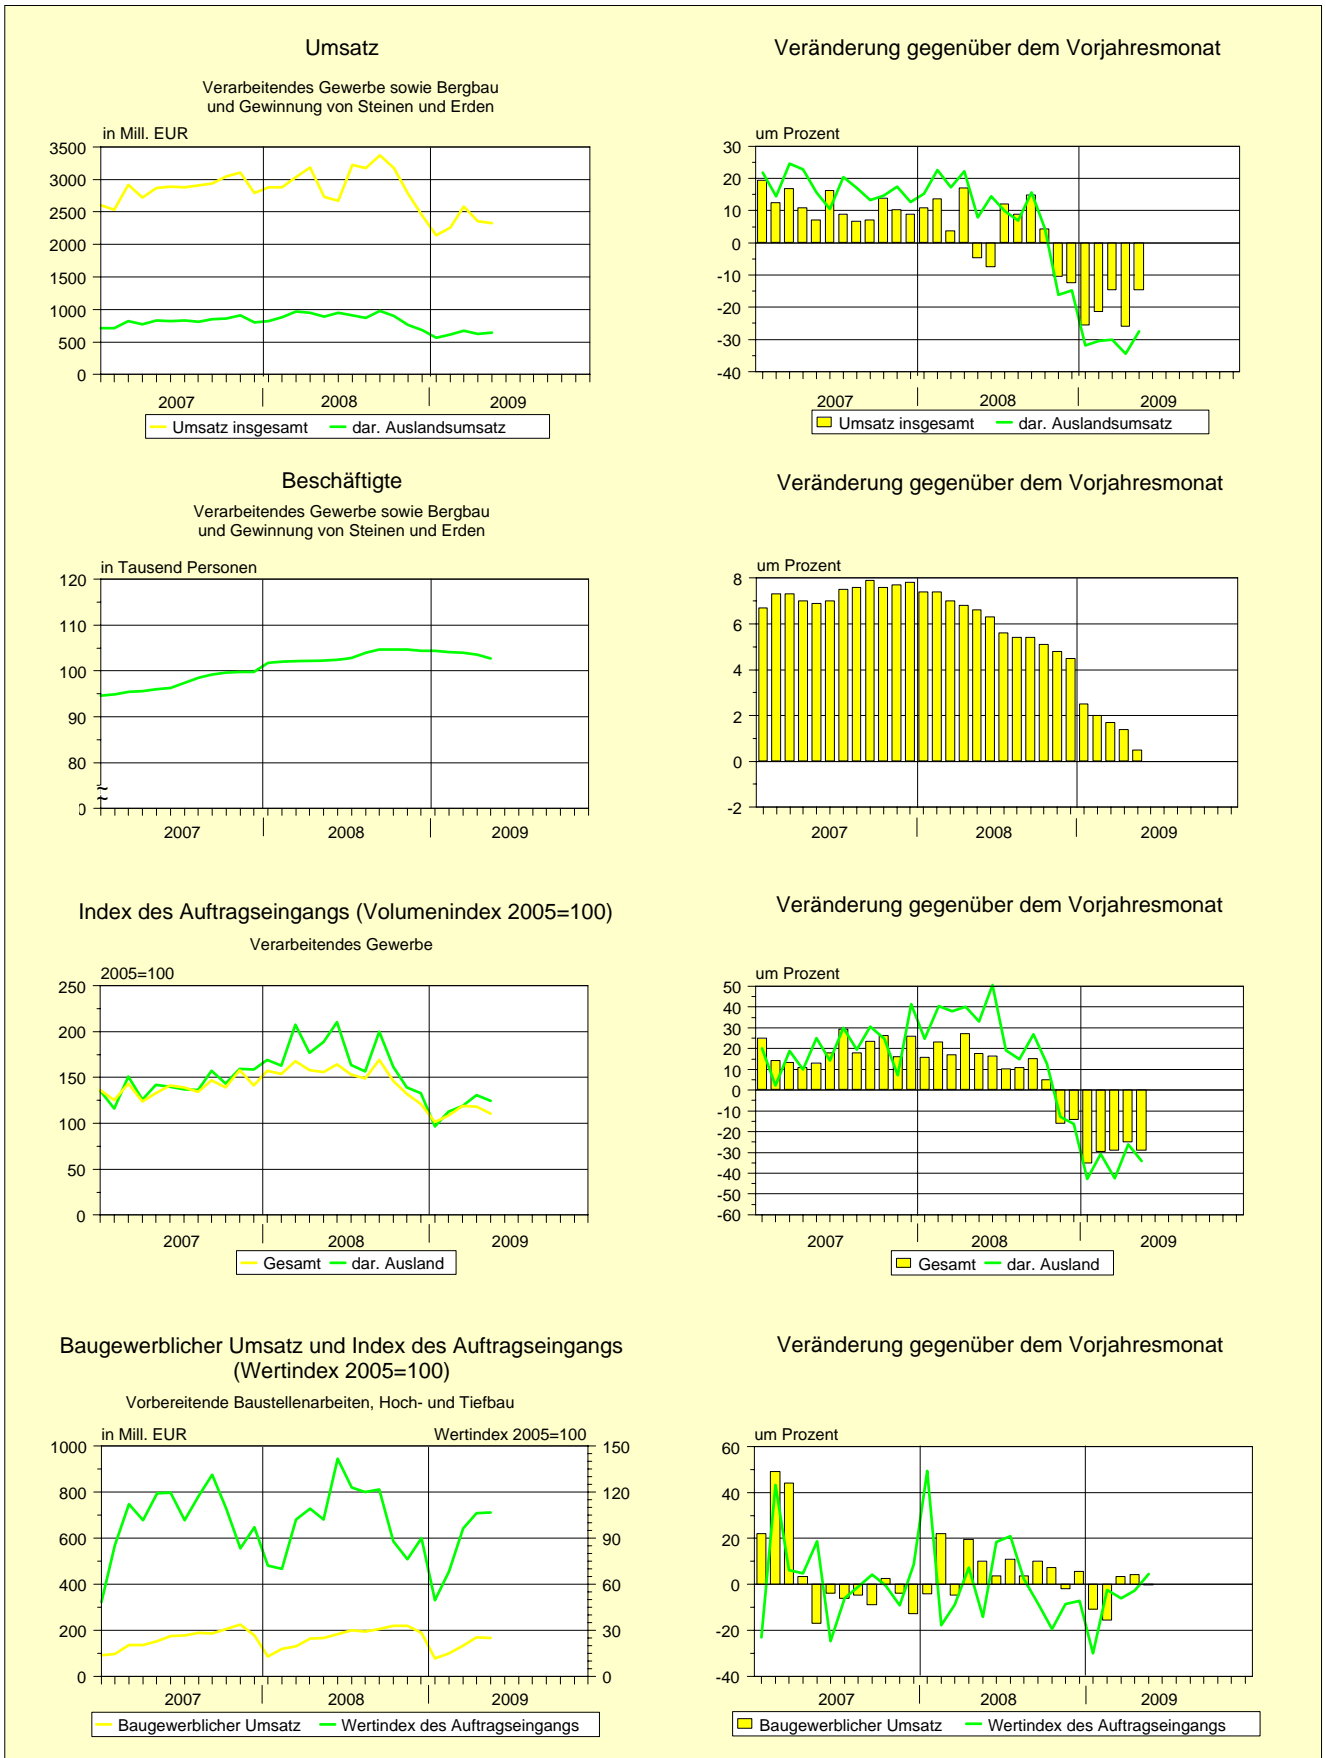 Umsatz
Verarbeitendes Gewerbe sowie Bergbau
und Gewinnung von Steinen und Erden
in Mill. EUR
3500
3000
2500
2000
1500
1000
500
0
2007 2008 2009
Umsatz insgesamt dar. Auslandsumsatz
Veränderung gegenüber dem Vorjahresmonat
um Prozent
30
20
10
0
-10
-20
-30
-40
2007 2008 2009
Umsatz insgesamt dar. Auslandsumsatz
Beschäftigte
Verarbeitendes Gewerbe sowie Bergbau
und Gewinnung von Steinen und Erden
in Tausend Personen
120
110
100
90
80
0
2007 2008 2009
Veränderung gegenüber dem Vorjahresmonat
um Prozent
8
6
4
2
0
-2
2007 2008 2009
Index des Auftragseingangs (Volumenindex 2005=100)
Verarbeitendes Gewerbe
2005=100
250
200
150
100
50
0
2007 2008 2009
Gesamt dar. Ausland
Veränderung gegenüber dem Vorjahresmonat
um Prozent
50
40
30
20
10
0
-10
-20
-30
-40
-50
-60
2007 2008 2009
Gesamt dar. Ausland
Baugewerblicher Umsatz und Index des Auftragseingangs
(Wertindex 2005=100)
Vorbereitende Baustellenarbeiten, Hoch- und Tiefbau
in Mill. EUR Wertindex 2005=100
1000 150
800 120
600 90
400 60
200 30
0 0
2007 2008 2009
Baugewerblicher Umsatz Wertindex des Auftragseingangs
Veränderung gegenüber dem Vorjahresmonat
um Prozent
60
40
20
0
-20
-40
2007 2008 2009
Baugewerblicher Umsatz Wertindex des Auftragseingangs